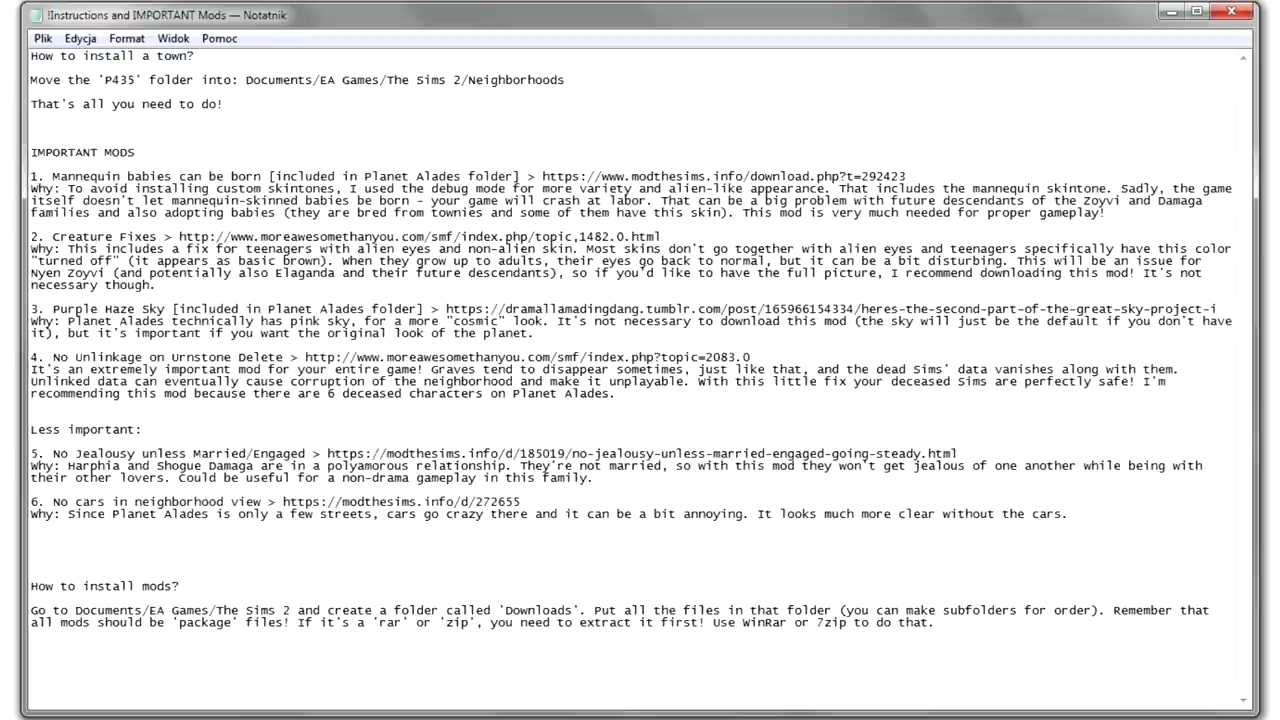 !Instructions and IMPORTANT Mods — Notatnik
Plik Edycja Format Widok Pomoc
How to install a town?
Move the 'P435' folder into: Documents/EA Games/The Sims 2/Neighborhoods
That's all you need to do!
IMPORTANT MODS
1. Mannequin babies can be born [included in Planet Alades folder] > https://www.modthesims.info/download.php?t=292423
Why: To avoid installing custom skintones, I used the debug mode for more variety and alien-like appearance. That includes the mannequin skintone. Sadly, the game
itself doesn't let mannequin-skinned babies be born - your game will crash at labor. That can be a big problem with future descendants of the Zoyvi and Damaga
families and also adopting babies (they are bred from townies and some of them have this skin). This mod is very much needed for proper gameplay!
2. Creature Fixes > http://www.moreawesomethanyou.com/smf/index.php/topic,1482.0.html
Why: This includes a fix for teenagers with alien eyes and non-alien skin. Most skins don't go together with alien eyes and teenagers specifically have this color
"turned off" (it appears as basic brown). When they grow up to adults, their eyes go back to normal, but it can be a bit disturbing. This will be an issue for
Nyen Zoyvi (and potentially also Elaganda and their future descendants), so if you'd like to have the full picture, I recommend downloading this mod! It's not
necessary though.
3. Purple Haze Sky [included in Planet Alades folder] > https://dramallamadingdang.tumblr.com/post/165966154334/heres-the-second-part-of-the-great-sky-project-i
Why: Planet Alades technically has pink sky, for a more "cosmic" look. It's not necessary to download this mod (the sky will just be the default if you don't have
it), but it's important if you want the original look of the planet.
4. No Unlinkage on Urnstone Delete > http://www.moreawesomethanyou.com/smf/index.php?topic=2083.0
It's an extremely important mod for your entire game! Graves tend to disappear sometimes, just like that, and the dead Sims' data vanishes along with them.
Unlinked data can eventually cause corruption of the neighborhood and make it unplayable. With this little fix your deceased Sims are perfectly safe! I'm
recommending this mod because there are 6 deceased characters on Planet Alades.
Less important:
5. No Jealousy unless Married/Engaged > https://modthesims.info/d/185019/no-jealousy-unless-married-engaged-going-steady.html
Why: Harphia and Shogue Damaga are in a polyamorous relationship. They're not married, so with this mod they won't get jealous of one another while being with
their other lovers. Could be useful for a non-drama gameplay in this family.
6. No cars in neighborhood view > https://modthesims.info/d/272655
Why: Since Planet Alades is only a few streets, cars go crazy there and it can be a bit annoying. It looks much more clear without the cars.
How to install mods?
Go to Documents/EA Games/The Sims 2 and create a folder called 'Downloads'. Put all the files in that folder (you can make subfolders for order). Remember that
all mods should be 'package' files! If it's a 'rar' or 'zip', you need to extract it first! Use WinRar or 7zip to do that.